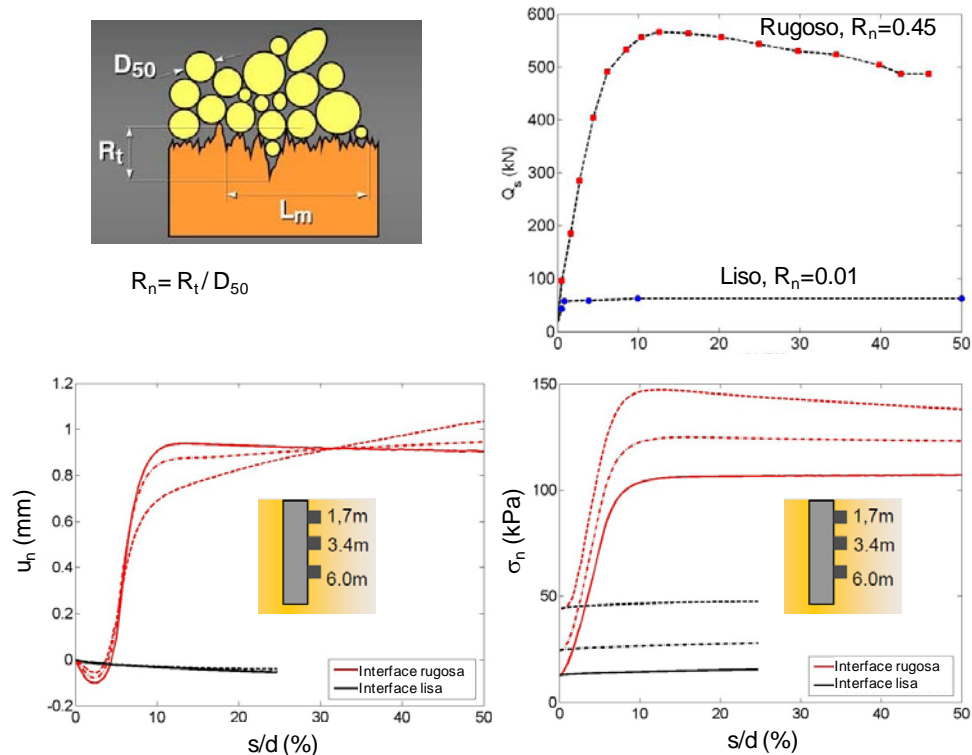 D50
Rt
Lm
Rn= Rt / D50
600
500
400
300
200
100
0
Qs (kN)
Rugoso, Rn=0.45
Liso, Rn=0.01
0
10
20
30
40
50
1.2
1
0.8
0.6
0.4
0.2
0
-0.2
un (mm)
1,7m
3.4m
6.0m
Interface rugosa
Interface lisa
0
10
20
30
40
50
s/d (%)
150
100
50
0
σn (kPa)
1,7m
3.4m
6.0m
Interface rugosa
Interface lisa
0
10
20
30
40
50
s/d (%)